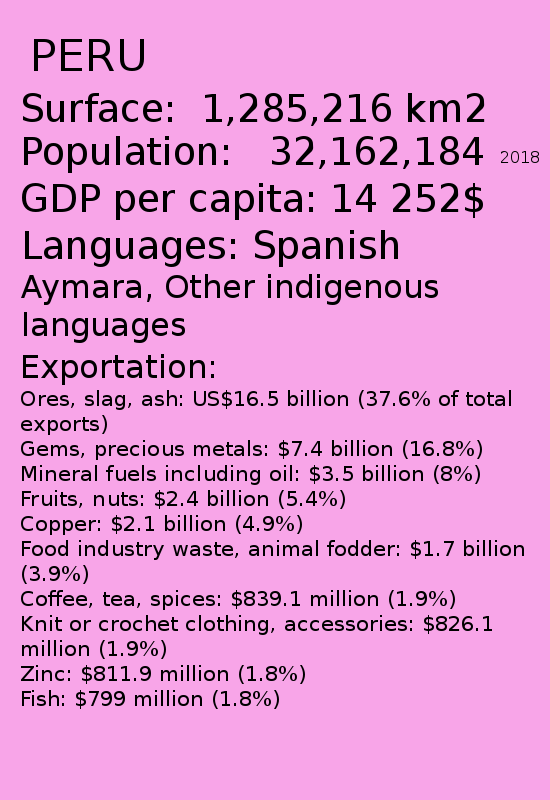 PERU
Surface: 1,285,216 km2
Population: 32,162,184 2018
GDP per capita: 14 252$
Languages: Spanish
Aymara, Other indigenous
languages
Exportation:
Ores, slag, ash: US$16.5 billion (37.6% of total
exports)
Gems, precious metals: $7.4 billion (16.8%)
Mineral fuels including oil: $3.5 billion (8%)
Fruits, nuts: $2.4 billion (5.4%)
Copper: $2.1 billion (4.9%)
Food industry waste, animal fodder: $1.7 billion
(3.9%)
Coffee, tea, spices: $839.1 million (1.9%)
Knit or crochet clothing, accessories: $826.1
million (1.9%)
Zinc: $811.9 million (1.8%)
Fish: $799 million (1.8%)